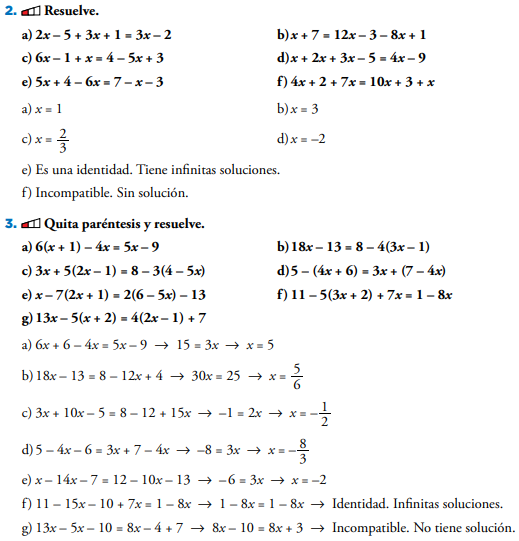 2. Resuelve.
a) 2x – 5 + 3x + 1 = 3x – 2 b) x + 7 = 12x – 3 – 8x + 1
c) 6x – 1 + x = 4 – 5x + 3 d) x + 2x + 3x – 5 = 4x – 9
e) 5x + 4 – 6x = 7 – x – 3 f) 4x + 2 + 7x = 10x + 3 + x
a) x = 1 b) x = 3
c) x = 2/3 d) x = –2
e) Es una identidad. Tiene infinitas soluciones.
f) Incompatible. Sin solución.
3. Quita paréntesis y resuelve.
a) 6(x + 1) – 4x = 5x – 9 b) 18x – 13 = 8 – 4(3x – 1)
c) 3x + 5(2x – 1) = 8 – 3(4 – 5x) d) 5 – (4x + 6) = 3x + (7 – 4x)
e) x – 7(2x + 1) = 2(6 – 5x) – 13 f) 11 – 5(3x + 2) + 7x = 1 – 8x
g) 13x – 5(x + 2) = 4(2x – 1) + 7
a) 6x + 6 – 4x = 5x – 9 → 15 = 3x → x = 5
b) 18x – 13 = 8 – 12x + 4 → 30x = 25 → x = 5/6
c) 3x + 10x – 5 = 8 – 12 + 15x → –1 = 2x → x = –1/2
d) 5 – 4x – 6 = 3x + 7 – 4x → –8 = 3x → x = –8/3
e) x – 14x – 7 = 12 – 10x – 13 → –6 = 3x → x = –2
f) 11 – 15x – 10 + 7x = 1 – 8x → 1 – 8x = 1 – 8x → Identidad. Infinitas soluciones.
g) 13x – 5x – 10 = 8x – 4 + 7 → 8x – 10 = 8x + 3 → Incompatible. No tiene solución.